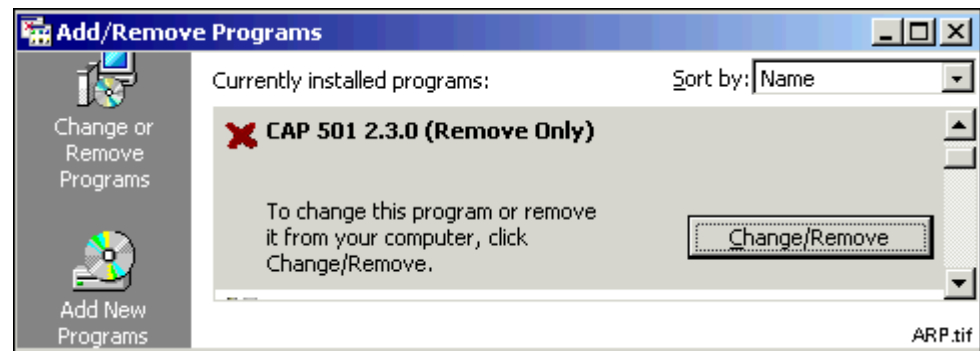 Add/Remove Programs
Change or
Remove
Programs
Add New
Programs
Currently installed programs:
Sort by: Name
CAP 501 2.3.0 (Remove Only)
To change this program or remove
it from your computer, click
Change/Remove.
Change/Remove
ARP.tif